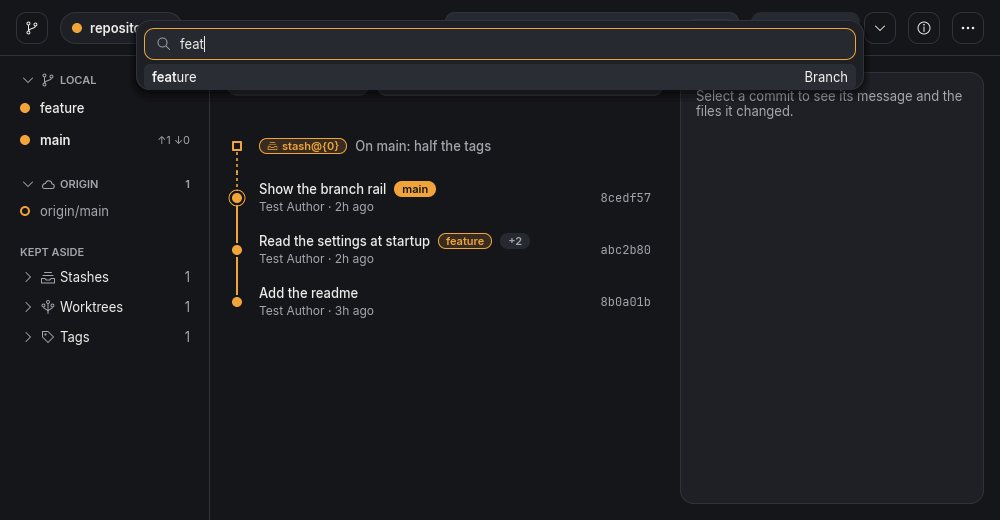 feat
feature Branch
LOCAL
feature
main ↑1 ↓0
ORIGIN 1
origin/main
KEPT ASIDE
Stashes 1
Worktrees 1
Tags 1
stash@{0} On main: half the tags
Show the branch rail main
Test Author · 2h ago
8cedf57
Read the settings at startup feature +2
Test Author · 2h ago
abc2b80
Add the readme
Test Author · 3h ago
8b0a01b
Select a commit to see its message and the
files it changed.